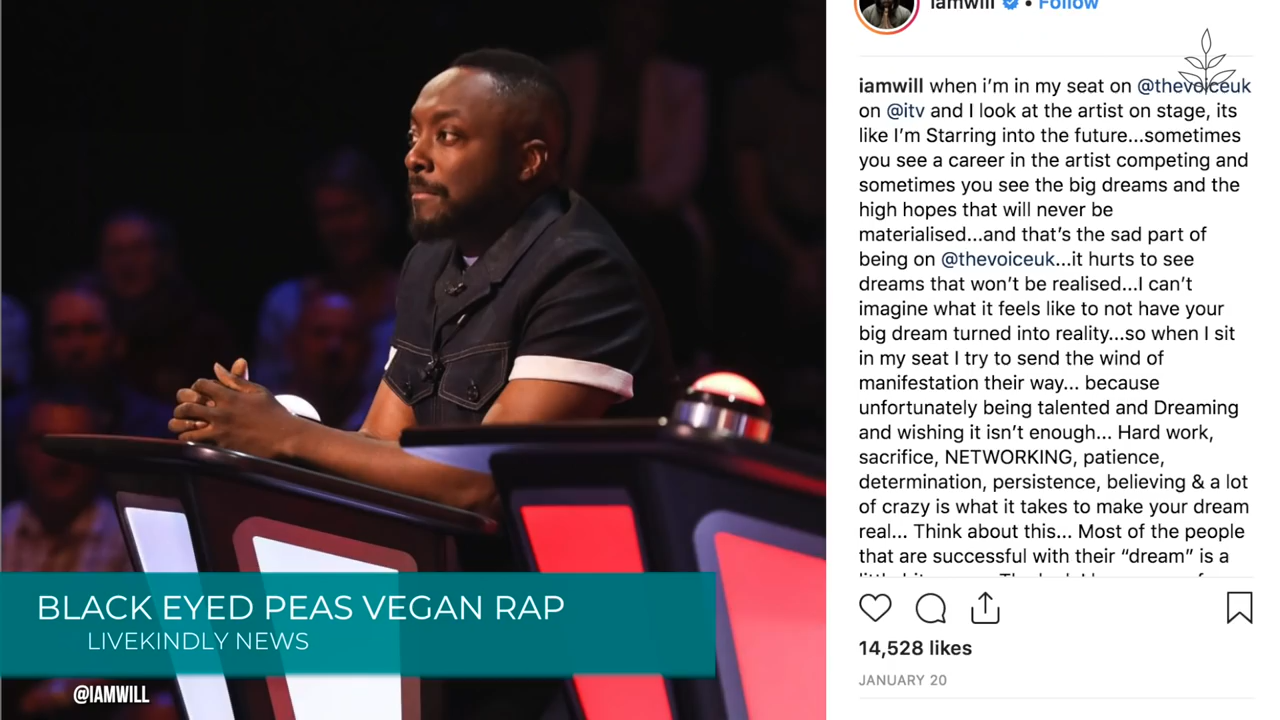 BLACK EYED PEAS VEGAN RAP
LIVEKINDLY NEWS
@IAMWILL
iamwill • Follow
iamwill when i’m in my seat on @thevoiceuk
on @itv and I look at the artist on stage, its
like I’m Starring into the future...sometimes
you see a career in the artist competing and
sometimes you see the big dreams and the
high hopes that will never be
materialised...and that’s the sad part of
being on @thevoiceuk...it hurts to see
dreams that won’t be realised...I can’t
imagine what it feels like to not have your
big dream turned into reality...so when I sit
in my seat I try to send the wind of
manifestation their way... because
unfortunately being talented and Dreaming
and wishing it isn’t enough... Hard work,
sacrifice, NETWORKING, patience,
determination, persistence, believing & a lot
of crazy is what it takes to make your dream
real... Think about this... Most of the people
that are successful with their “dream” is a
14,528 likes
JANUARY 20